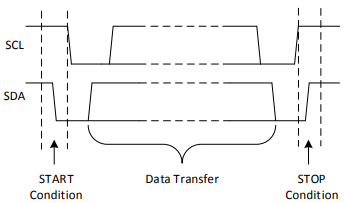 SCL
SDA
START
Condition
Data Transfer
STOP
Condition